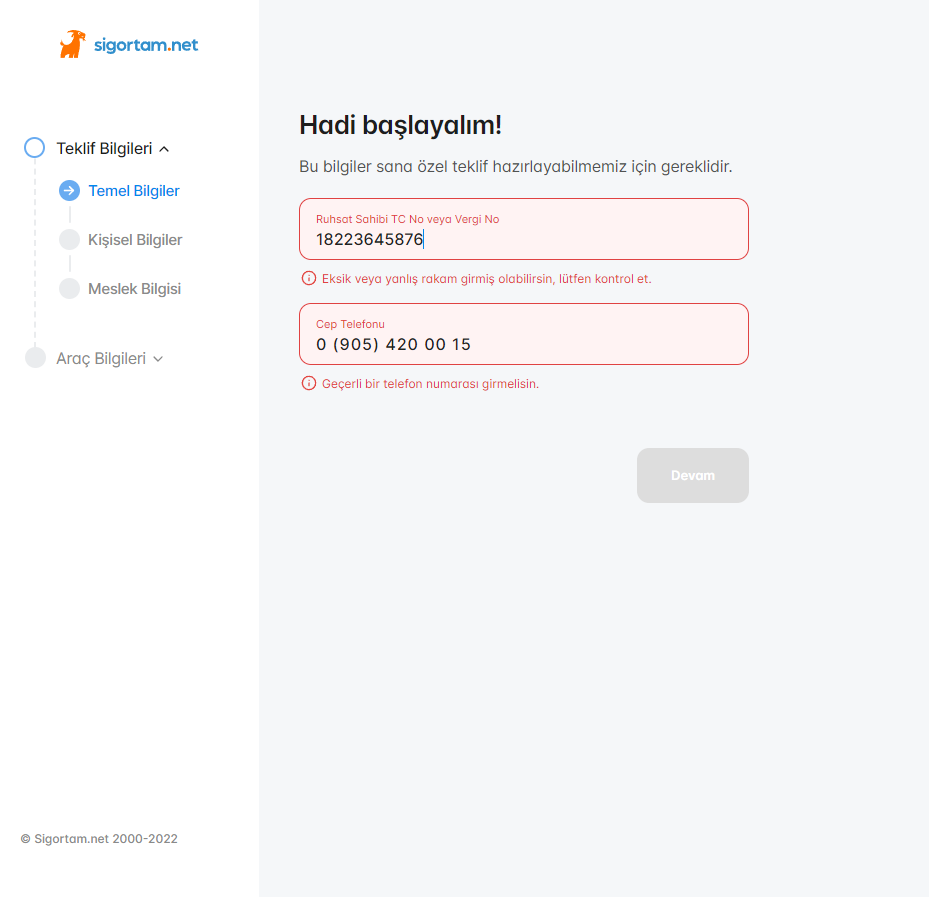 sigortam.net
Teklif Bilgileri
Temel Bilgiler
Kişisel Bilgiler
Meslek Bilgisi
Araç Bilgileri
© Sigortam.net 2000-2022
Hadi başlayalım!
Bu bilgiler sana özel teklif hazırlayabilmemiz için gereklidir.
Ruhsat Sahibi TC No veya Vergi No
18223645876
Eksik veya yanlış rakam girmiş olabilirsin, lütfen kontrol et.
Cep Telefonu
0 (905) 420 00 15
Geçerli bir telefon numarası girmelisin.
Devam